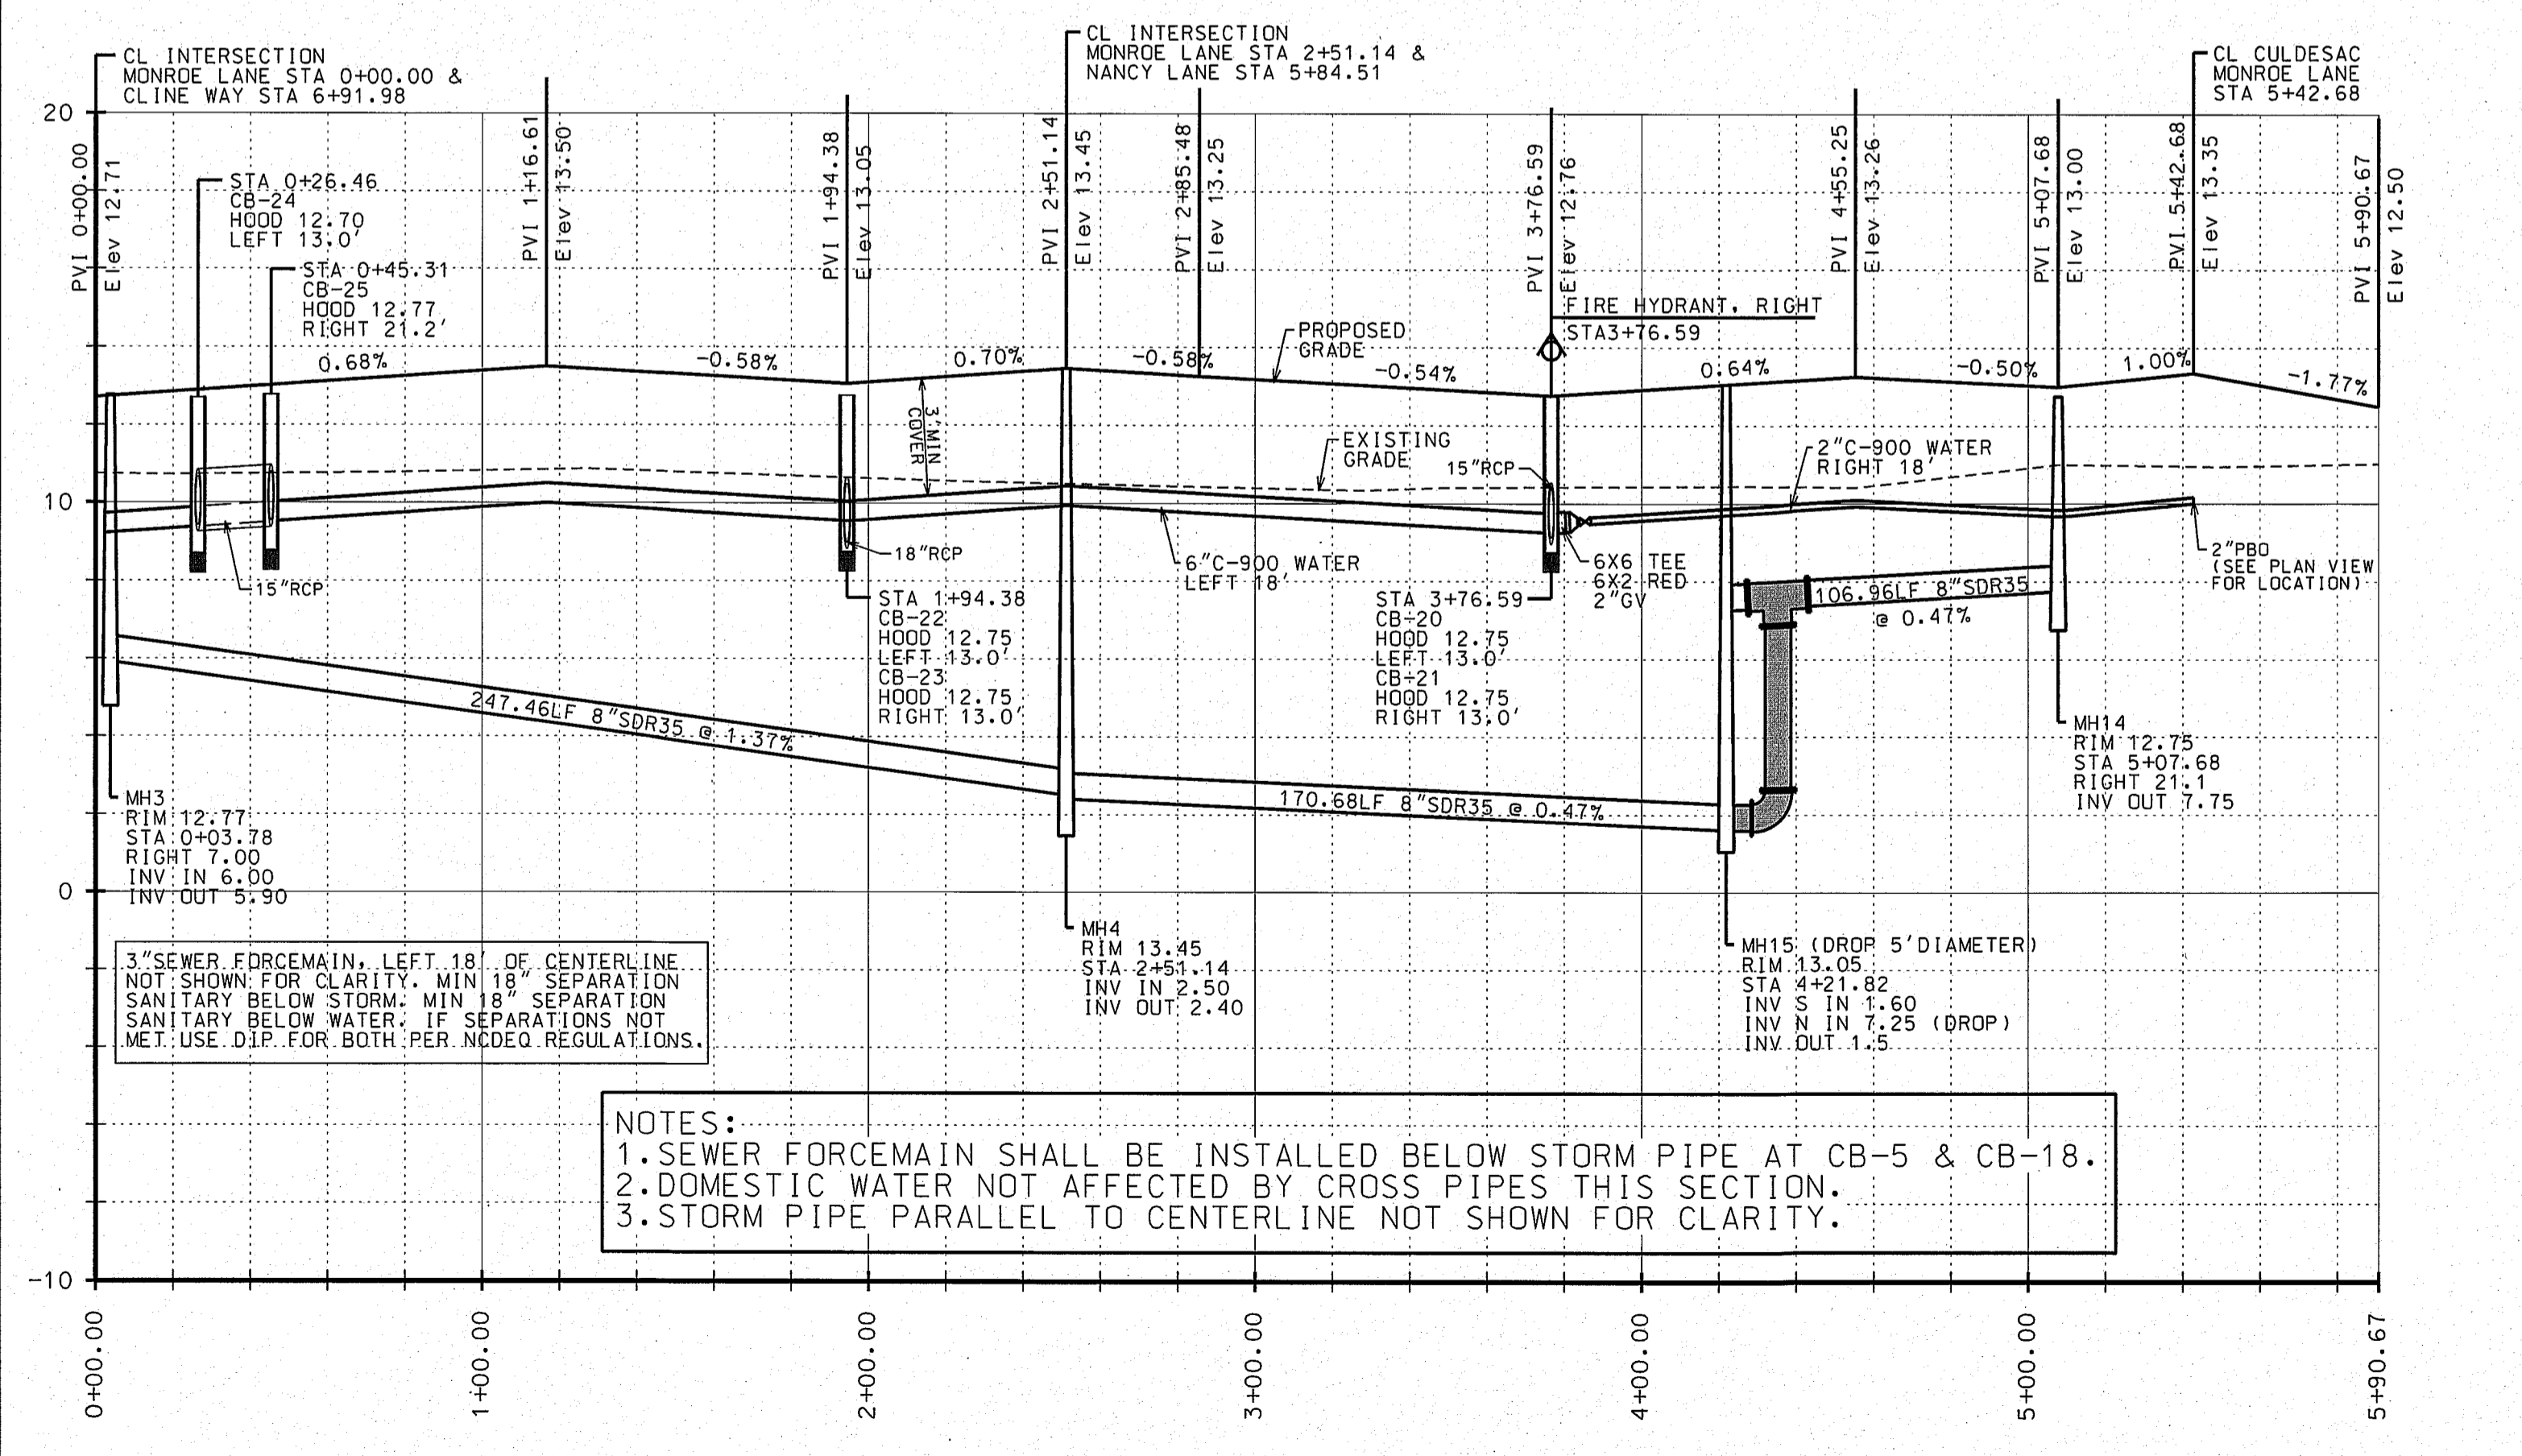 CL INTERSECTION
MONROE LANE STA 0+00.00 &
CLINE WAY STA 6+91.98
CL INTERSECTION
MONROE LANE STA 2+51.14 &
NANCY LANE STA 5+84.51
CL CULDESAC
MONROE LANE
STA 5+42.68
20
10
0
-10
PVI 0+00.00
Elev 12.71
PVI 1+16.61
Elev 13.50
PVI 1+94.38
Elev 13.05
PVI 2+51.14
Elev 13.45
PVI 2+85.48
Elev 13.25
PVI 3+76.59
Elev 12.76
PVI 4+55.25
Elev 13.26
PVI 5+07.68
Elev 13.00
PVI 5+42.68
Elev 13.35
PVI 5+90.67
Elev 12.50
STA 0+26.46
CB-24
HOOD 12.70
LEFT 13.0'
STA 0+45.31
CB-25
HOOD 12.77
RIGHT 21.2'
FIRE HYDRANT, RIGHT
STA3+76.59
0.68%
-0.58%
0.70%
-0.58%
PROPOSED
GRADE
-0.54%
0.64%
-0.50%
1.00%
-1.77%
3'MIN
COVER
EXISTING
GRADE
15"RCP
2"C-900 WATER
RIGHT 18'
15"RCP
18"RCP
6"C-900 WATER
LEFT 18'
6X6 TEE
6X2 RED
2"GV
2"PBO
(SEE PLAN VIEW
FOR LOCATION)
STA 1+94.38
CB-22
HOOD 12.75
LEFT 13.0'
CB-23
HOOD 12.75
RIGHT 13.0'
STA 3+76.59
CB-20
HOOD 12.75
LEFT 13.0'
CB-21
HOOD 12.75
RIGHT 13.0'
106.96LF 8"SDR35
@ 0.47%
247.46LF 8"SDR35 @ 1.37%
170.68LF 8"SDR35 @ 0.47%
MH14
RIM 12.75
STA 5+07.68
RIGHT 21.1
INV OUT 7.75
MH3
RIM 12.77
STA 0+03.78
RIGHT 7.00
INV IN 6.00
INV OUT 5.90
MH4
RIM 13.45
STA 2+51.14
INV IN 2.50
INV OUT 2.40
MH15 (DROP 5'DIAMETER)
RIM 13.05
STA 4+21.82
INV S IN 1.60
INV N IN 7.25 (DROP)
INV OUT 1.5
3"SEWER FORCEMAIN, LEFT 18' OF CENTERLINE
NOT SHOWN FOR CLARITY. MIN 18" SEPARATION
SANITARY BELOW STORM. MIN 18" SEPARATION
SANITARY BELOW WATER. IF SEPARATIONS NOT
MET USE DIP FOR BOTH PER NCDEQ REGULATIONS.
NOTES:
1.SEWER FORCEMAIN SHALL BE INSTALLED BELOW STORM PIPE AT CB-5 & CB-18.
2.DOMESTIC WATER NOT AFFECTED BY CROSS PIPES THIS SECTION.
3.STORM PIPE PARALLEL TO CENTERLINE NOT SHOWN FOR CLARITY.
0+00.00
1+00.00
2+00.00
3+00.00
4+00.00
5+00.00
5+90.67